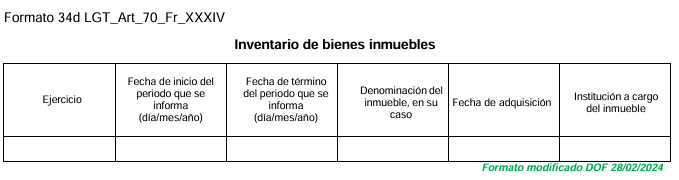 Formato 34d LGT_Art_70_Fr_XXXIV
Inventario de bienes inmuebles
Ejercicio
Fecha de inicio del
periodo que se
informa
(día/mes/año)
Fecha de término
del periodo que se
informa
(día/mes/año)
Denominación del
inmueble, en su
caso
Fecha de adquisición
Institución a cargo
del inmueble
Formato modificado DOF 28/02/2024